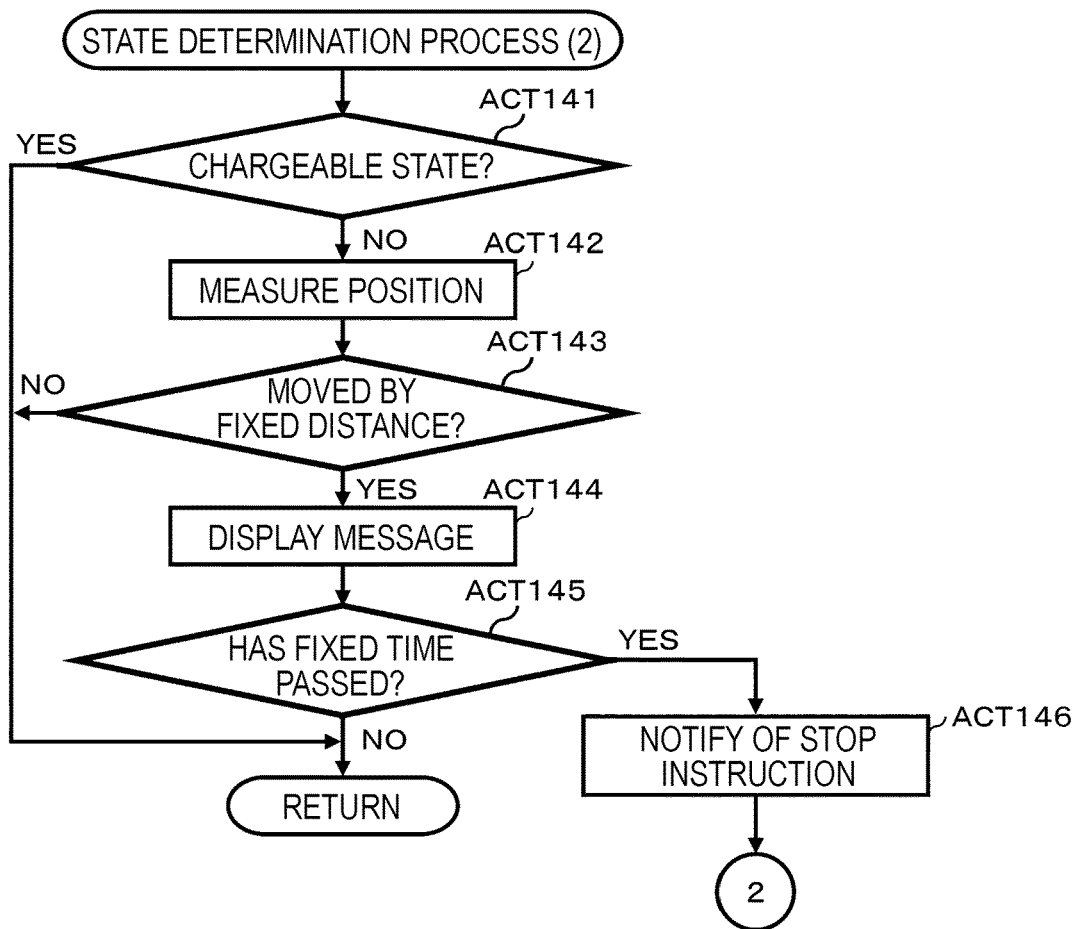 STATE DETERMINATION PROCESS (2)
ACT141
YES
CHARGEABLE STATE?
NO
ACT142
MEASURE POSITION
ACT143
NO
MOVED BY
FIXED DISTANCE?
YES
ACT144
DISPLAY MESSAGE
ACT145
YES
HAS FIXED TIME
PASSED?
NO
ACT146
NOTIFY OF STOP
INSTRUCTION
RETURN
2